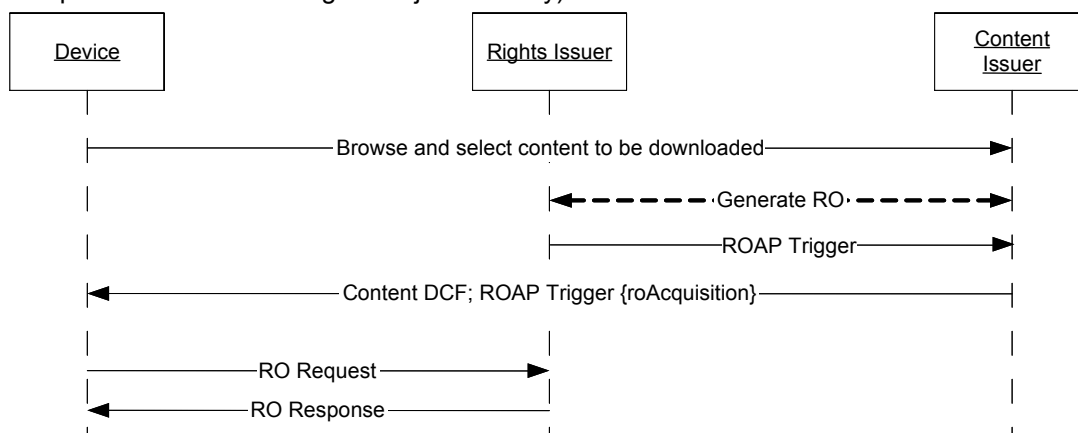 Device
Rights Issuer
Content
Issuer
Browse and select content to be downloaded
Generate RO
ROAP Trigger
Content DCF; ROAP Trigger {roAcquisition}
RO Request
RO Response